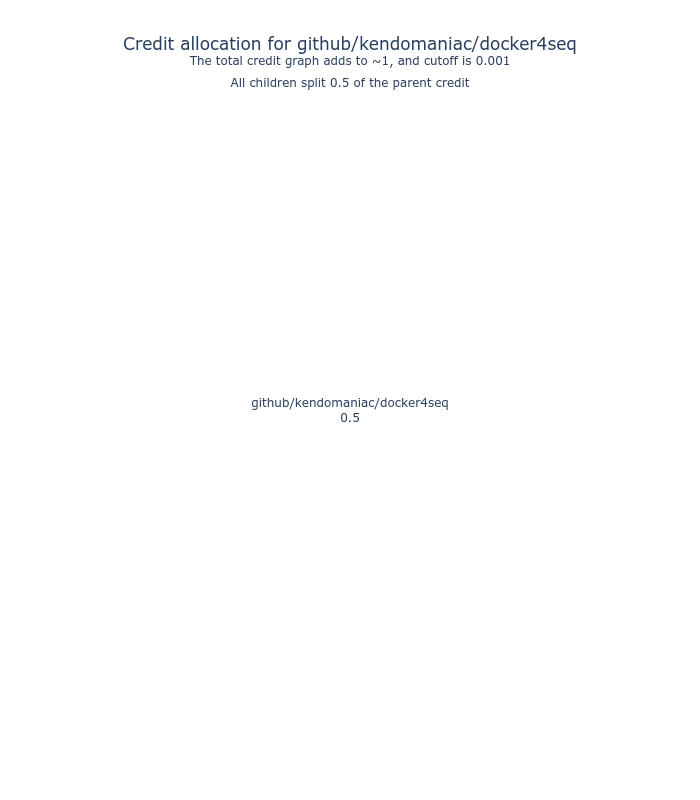 Credit allocation for github/kendomaniac/docker4seq
The total credit graph adds to ~1, and cutoff is 0.001
All children split 0.5 of the parent credit
github/kendomaniac/docker4seq
0.5